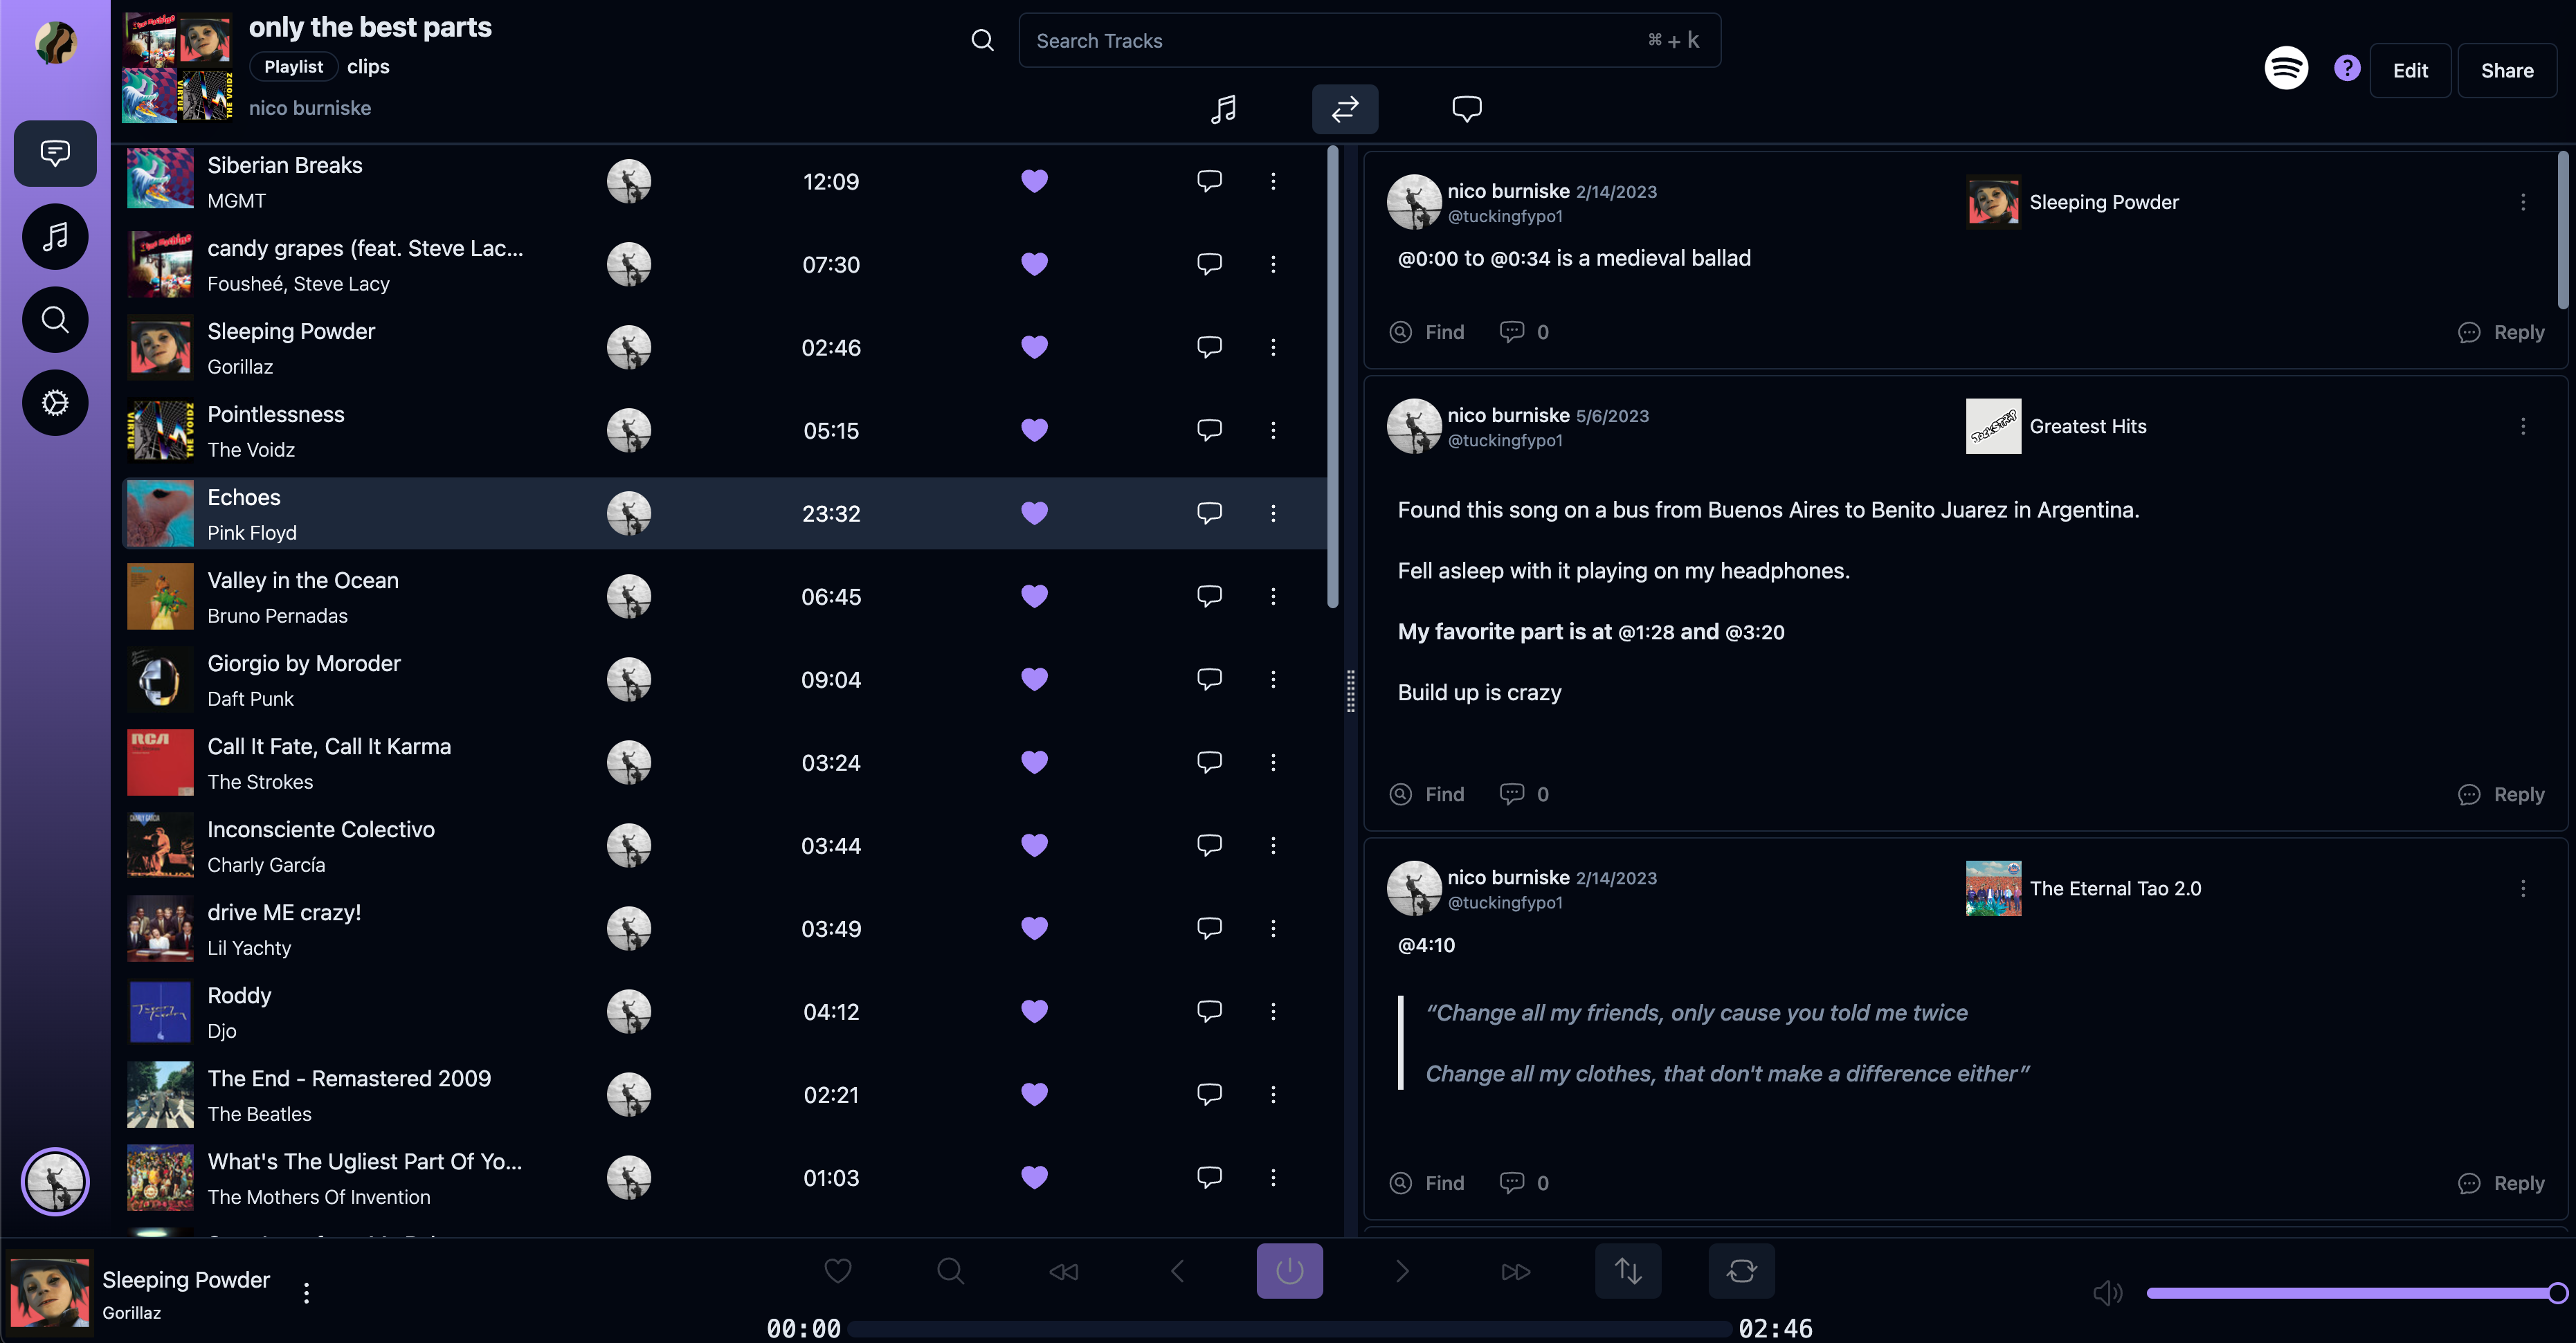 only the best parts
Playlist clips
nico burniske
Search Tracks ⌘ + k
? Edit Share
Siberian Breaks
MGMT
12:09
candy grapes (feat. Steve Lac...
Fousheé, Steve Lacy
07:30
Sleeping Powder
Gorillaz
02:46
Pointlessness
The Voidz
05:15
Echoes
Pink Floyd
23:32
Valley in the Ocean
Bruno Pernadas
06:45
Giorgio by Moroder
Daft Punk
09:04
RCA
Call It Fate, Call It Karma
The Strokes
03:24
Inconsciente Colectivo
Charly García
03:44
drive ME crazy!
Lil Yachty
03:49
Roddy
Djo
04:12
The End - Remastered 2009
The Beatles
02:21
What's The Ugliest Part Of Yo...
The Mothers Of Invention
01:03
nico burniske 2/14/2023
@tuckingfypo1
Sleeping Powder
@0:00 to @0:34 is a medieval ballad
Find 0 Reply
nico burniske 5/6/2023
@tuckingfypo1
Greatest Hits
Found this song on a bus from Buenos Aires to Benito Juarez in Argentina.
Fell asleep with it playing on my headphones.
My favorite part is at @1:28 and @3:20
Build up is crazy
Find 0 Reply
nico burniske 2/14/2023
@tuckingfypo1
The Eternal Tao 2.0
@4:10
“Change all my friends, only cause you told me twice
Change all my clothes, that don't make a difference either”
Find 0 Reply
Sleeping Powder
Gorillaz
00:00 02:46